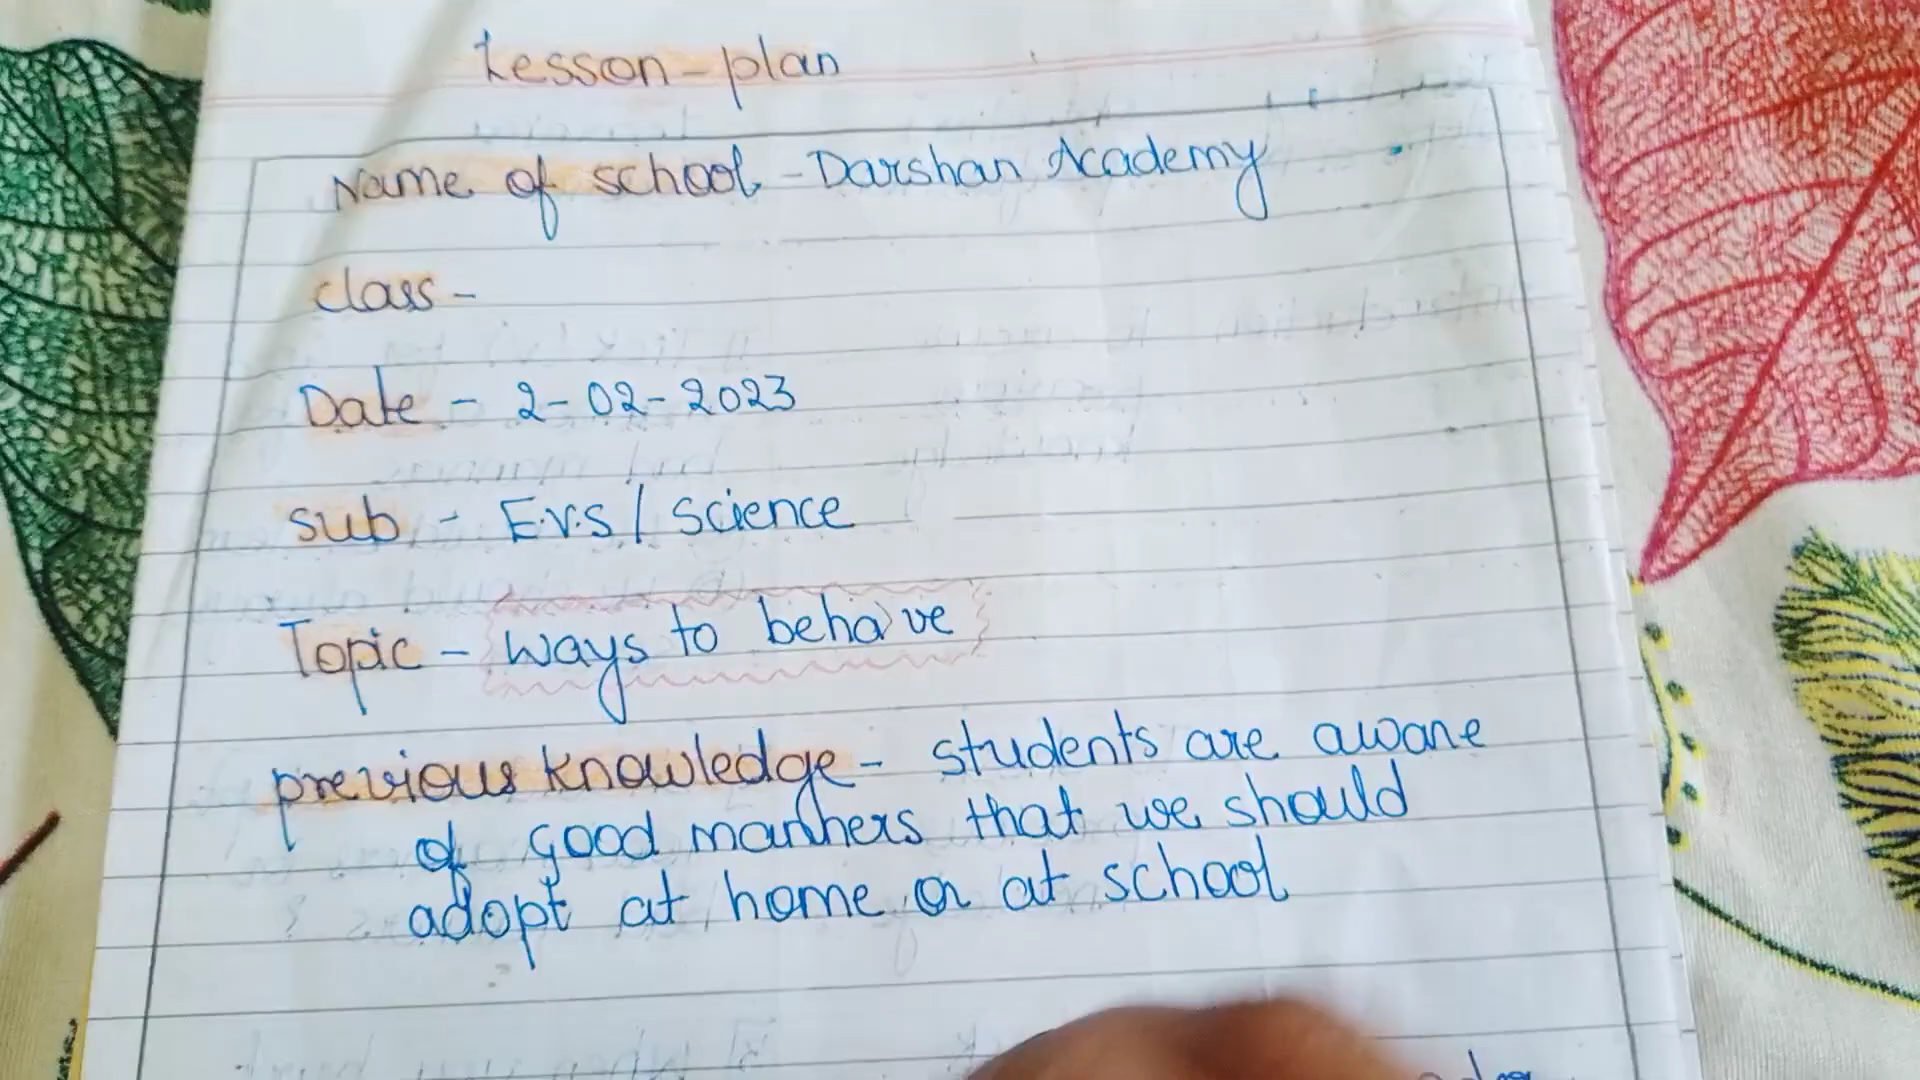 Lesson-plan
Name of school - Darshan Academy
class -
Date - 2-02-2023
sub - E.V.S / Science
Topic - Ways to behave
previous knowledge - students are aware
of good manners that we should
adopt at home or at school